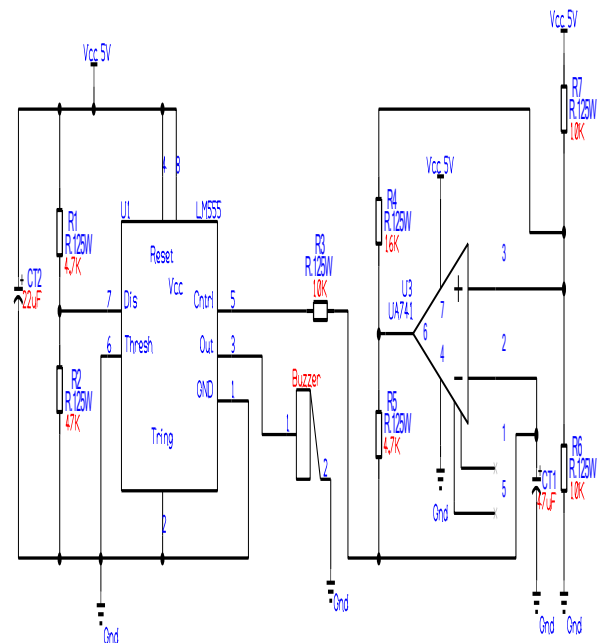 Vcc 5V
Vcc 5V
R7
R.125W
10K
4
8
Vcc 5V
U1
LM555
R1
R.125W
4.7K
Reset
Vcc
R4
R.125W
16K
R3
R.125W
10K
3
+
CT2
22uF
7
Dis
Cntrl
5
U3
UA741
7
6
4
2
6
Thresh
Out
3
R2
R.125W
47K
GND
1
Buzzer
1
2
R5
4.7K
R.125W
1
5
Tring
2
Gnd
+
CT1
47uF
R6
R.125W
10K
Gnd
Gnd
Gnd
Gnd